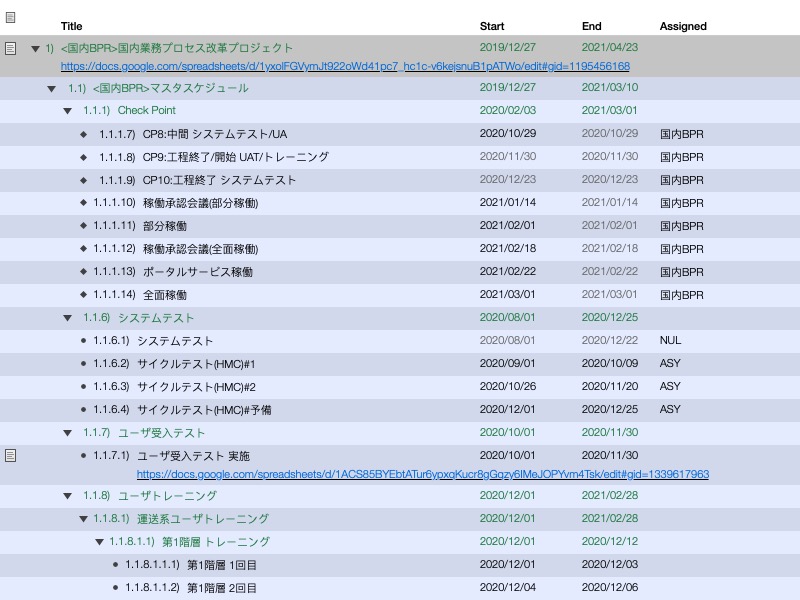 Title Start End Assigned
1) <国内BPR>国内業務プロセス改革プロジェクト 2019/12/27 2021/04/23
https://docs.google.com/spreadsheets/d/1yxolFGVymJt922oWd41pc7_hc1c-v6kejsnuB1pATWo/edit#gid=1195456168
1.1) <国内BPR>マスタスケジュール 2019/12/27 2021/03/10
1.1.1) Check Point 2020/02/03 2021/03/01
1.1.1.7) CP8:中間 システムテスト/UA 2020/10/29 2020/10/29 国内BPR
1.1.1.8) CP9:工程終了/開始 UAT/トレーニング 2020/11/30 2020/11/30 国内BPR
1.1.1.9) CP10:工程終了 システムテスト 2020/12/23 2020/12/23 国内BPR
1.1.1.10) 稼働承認会議(部分稼働) 2021/01/14 2021/01/14 国内BPR
1.1.1.11) 部分稼働 2021/02/01 2021/02/01 国内BPR
1.1.1.12) 稼働承認会議(全面稼働) 2021/02/18 2021/02/18 国内BPR
1.1.1.13) ポータルサービス稼働 2021/02/22 2021/02/22 国内BPR
1.1.1.14) 全面稼働 2021/03/01 2021/03/01 国内BPR
1.1.6) システムテスト 2020/08/01 2020/12/25
1.1.6.1) システムテスト 2020/08/01 2020/12/22 NUL
1.1.6.2) サイクルテスト(HMC)#1 2020/09/01 2020/10/09 ASY
1.1.6.3) サイクルテスト(HMC)#2 2020/10/26 2020/11/20 ASY
1.1.6.4) サイクルテスト(HMC)#予備 2020/12/01 2020/12/25 ASY
1.1.7) ユーザ受入テスト 2020/10/01 2020/11/30
1.1.7.1) ユーザ受入テスト 実施 2020/10/01 2020/11/30
https://docs.google.com/spreadsheets/d/1ACS85BYEbtATur6ypxqKucr8gGqzy6IMeJOPYvm4Tsk/edit#gid=1339617963
1.1.8) ユーザトレーニング 2020/12/01 2021/02/28
1.1.8.1) 運送系ユーザトレーニング 2020/12/01 2021/02/28
1.1.8.1.1) 第1階層 トレーニング 2020/12/01 2020/12/12
1.1.8.1.1.1) 第1階層 1回目 2020/12/01 2020/12/03
1.1.8.1.1.2) 第1階層 2回目 2020/12/04 2020/12/06